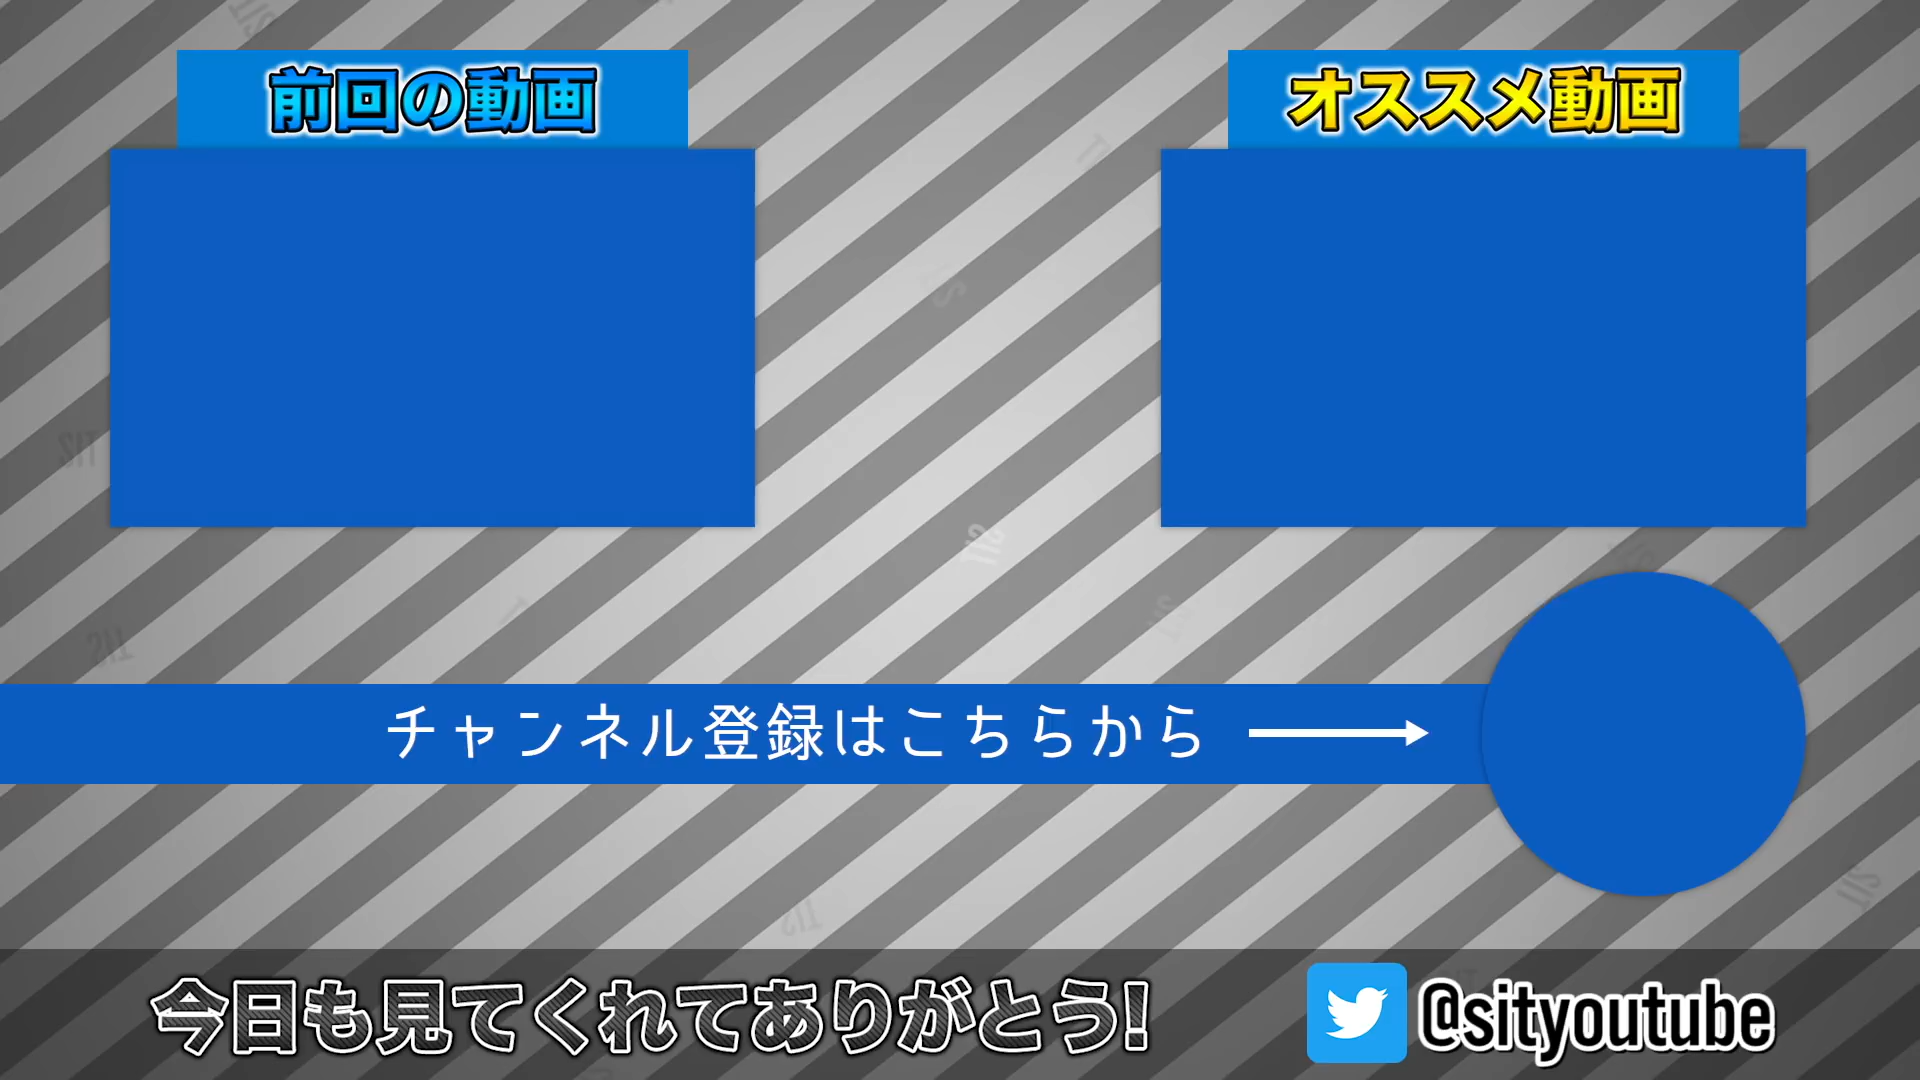 前回の動画
オススメ動画
チャンネル登録はこちらから
今日も見てくれてありがとう!
@sityoutube